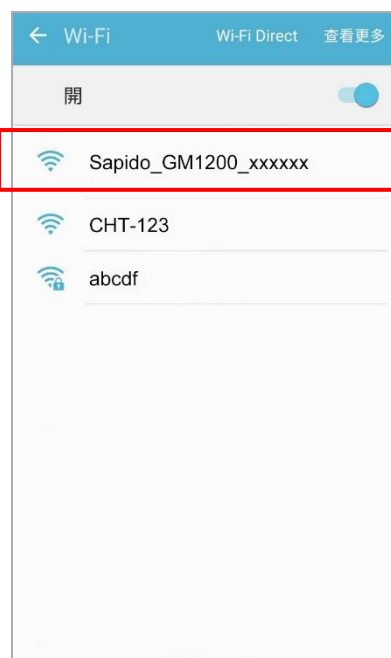 Wi-Fi Wi-Fi Direct 查看更多
開
Sapido_GM1200_xxxxxx
CHT-123
abcdf